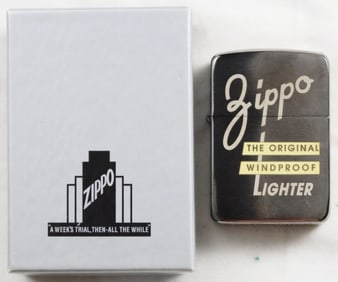 ZIPPO
"A WEEK'S TRIAL, THEN-ALL THE WHILE"
Zippo
THE ORIGINAL
WINDPROOF
LIGHTER